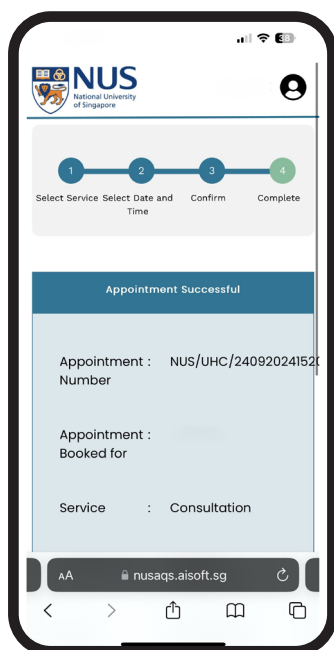 38
NUS
National University
of Singapore
1 2 3 4
Select Service Select Date and Time Confirm Complete
Appointment Successful
Appointment Number : NUS/UHC/24092024152
Appointment Booked for :
Service : Consultation
AA nusaqs.aisoft.sg